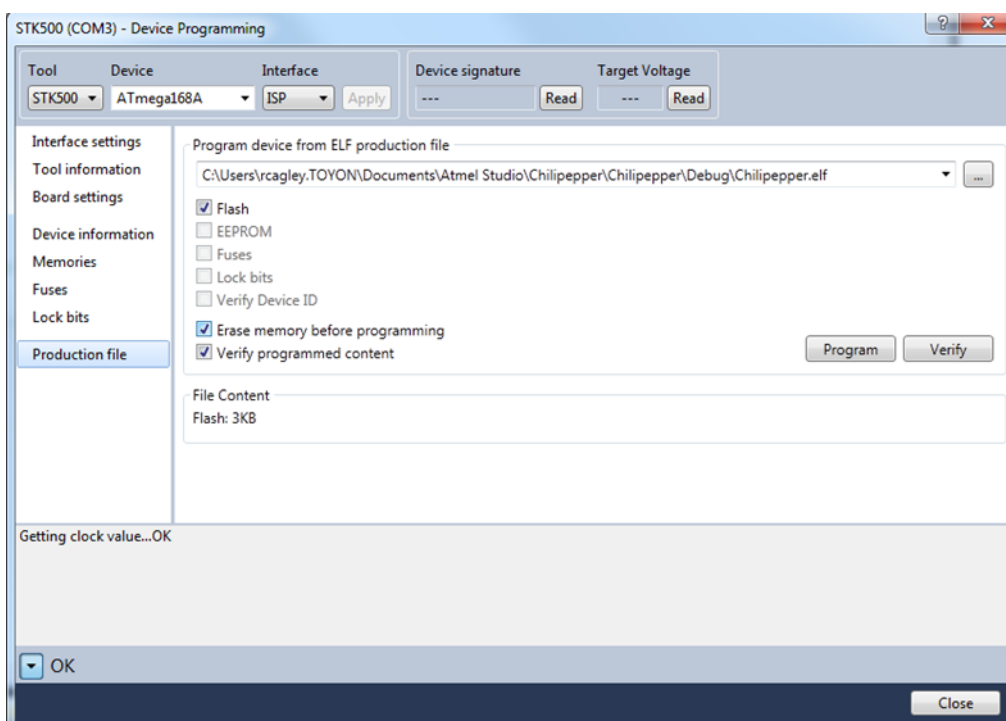 STK500 (COM3) - Device Programming
Tool Device Interface Device signature Target Voltage
STK500 ATmega168A ISP Apply --- Read --- Read
Interface settings
Tool information
Board settings
Device information
Memories
Fuses
Lock bits
Production file
Program device from ELF production file
C:\Users\rcagley.TOYON\Documents\Atmel Studio\Chilipepper\Chilipepper\Debug\Chilipepper.elf ...
Flash
EEPROM
Fuses
Lock bits
Verify Device ID
Erase memory before programming
Verify programmed content
Program Verify
File Content
Flash: 3KB
Getting clock value...OK
OK
Close